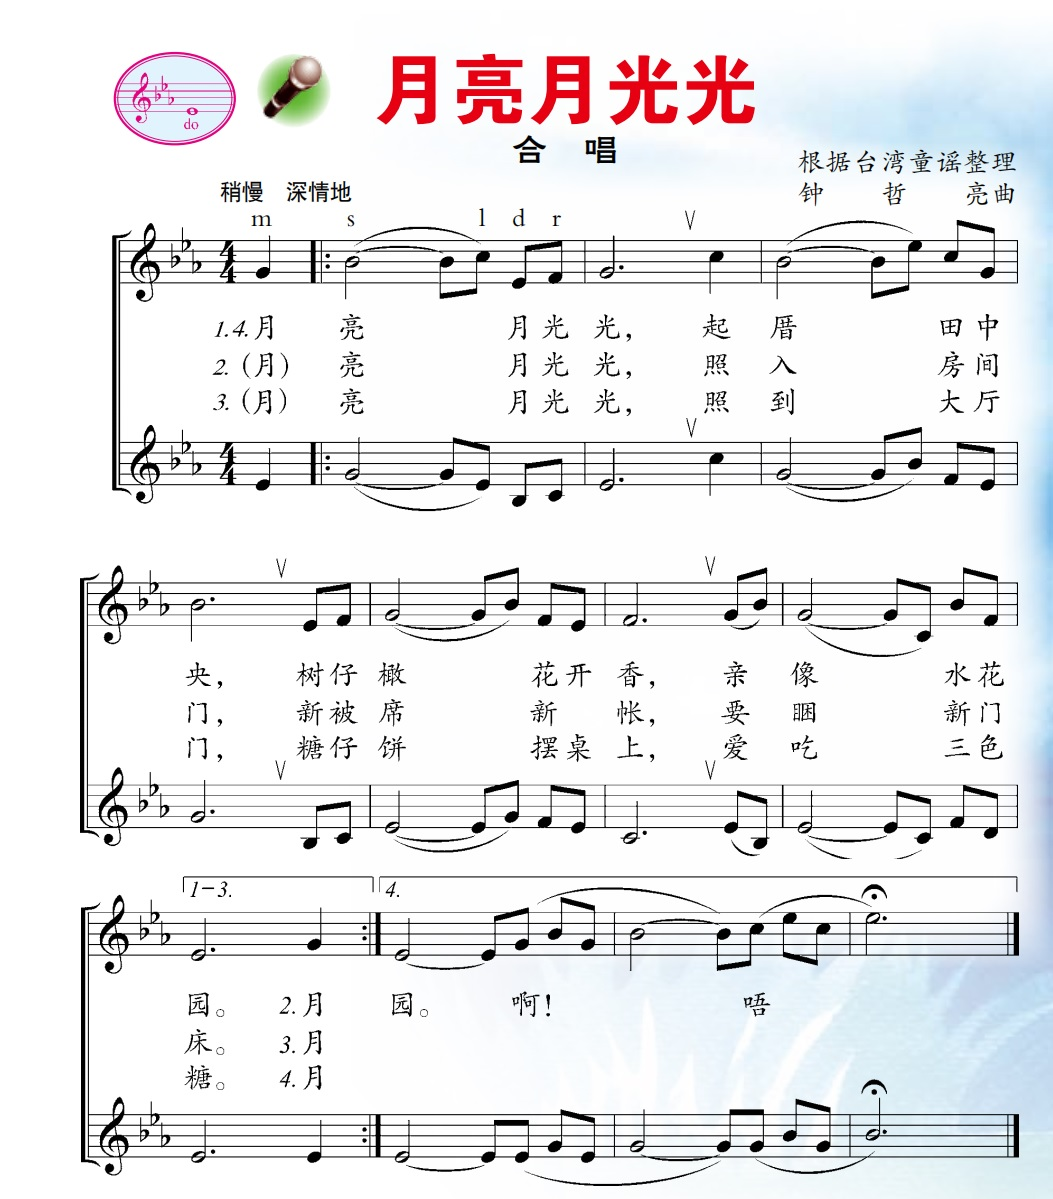 do
月亮月光光
合 唱
根据台湾童谣整理
钟 哲 亮曲
稍慢 深情地
m s l d r
1.4.月 亮 月光光, 起厝 田中
2.(月) 亮 月光光, 照入 房间
3.(月) 亮 月光光, 照到 大厅
央, 树仔橄 花开香, 亲像 水花
门, 新被席 新帐, 要睏 新门
门, 糖仔饼 摆桌上, 爱吃 三色
1-3. 4.
园。 2.月 园。 啊! 唔
床。 3.月
糖。 4.月